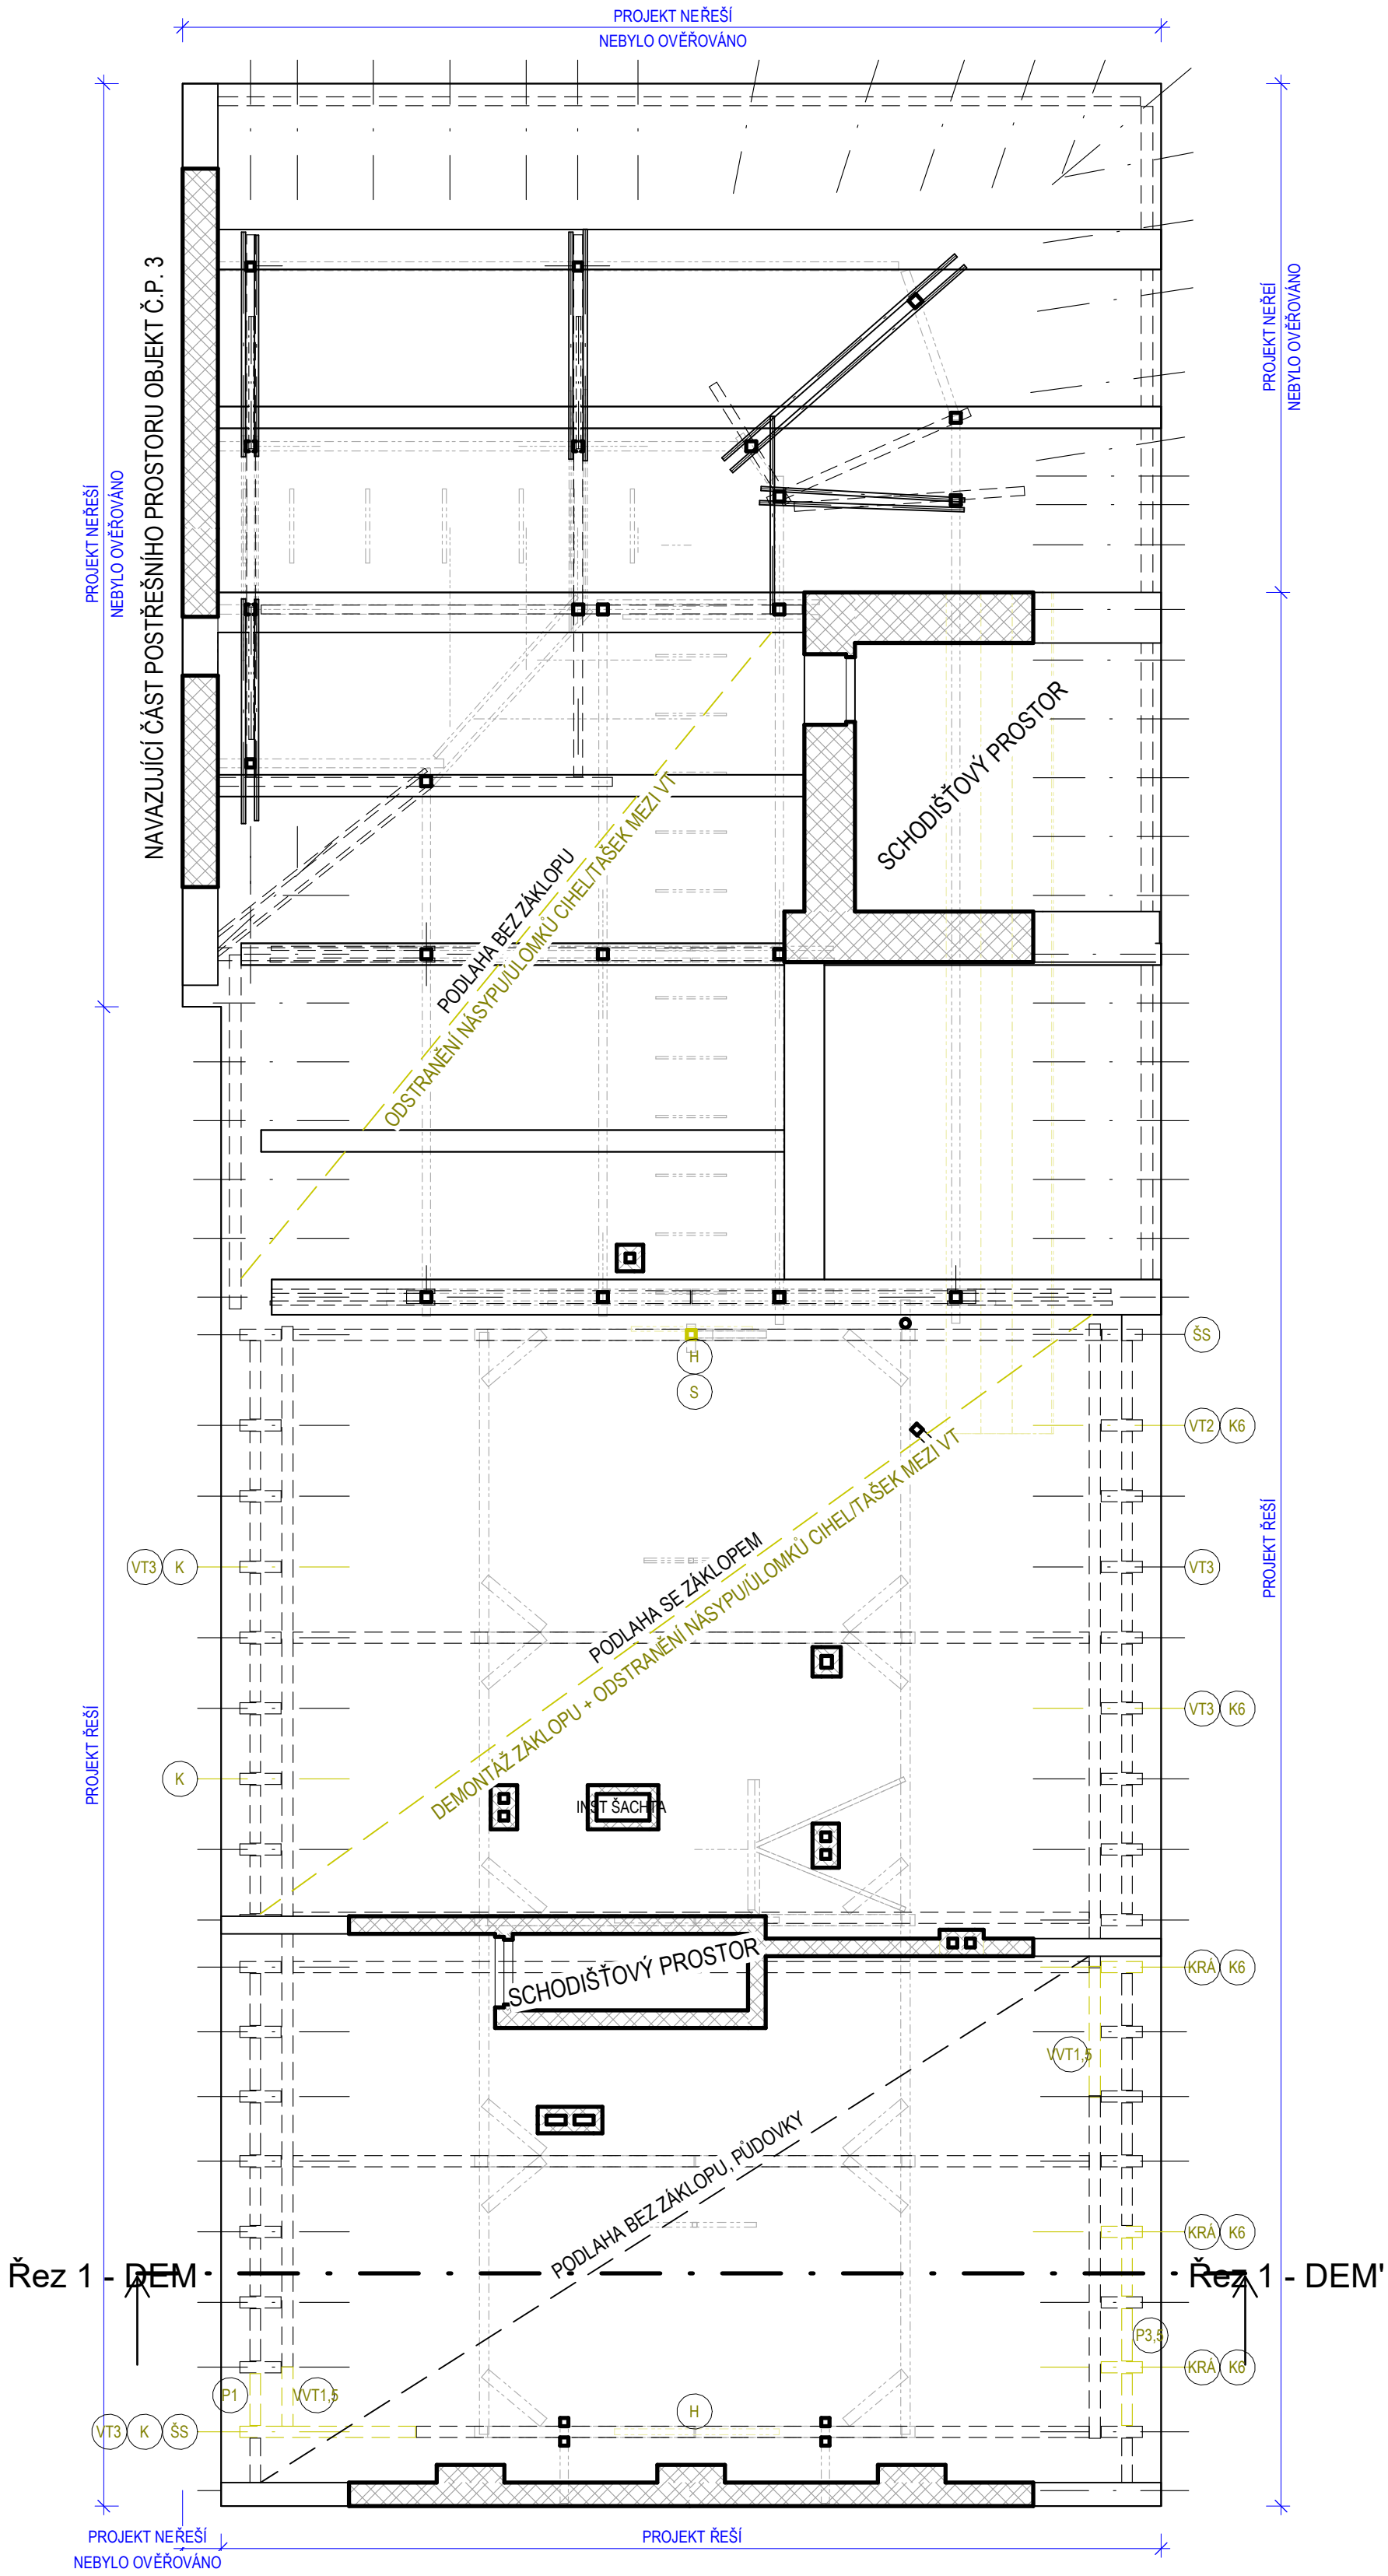 PROJEKT NEŘEŠÍ
NEBYLO OVĚŘOVÁNO
PROJEKT NEŘEŠÍ
NEBYLO OVĚŘOVÁNO
NAVAZUJÍCÍ ČÁST POSTŘEŠNÍHO PROSTORU OBJEKT Č.P. 3
PROJEKT NEŘEÍ
NEBYLO OVĚŘOVÁNO
SCHODIŠŤOVÝ PROSTOR
PODLAHA BEZ ZÁKLOPU
ODSTRANĚNÍ NÁSYPU/ÚLOMKŮ CIHEL/TAŠEK MEZI VT
ŠS
H
S
VT2 K6
PODLAHA SE ZÁKLOPEM
DEMONTÁŽ ZÁKLOPU + ODSTRANĚNÍ NÁSYPU/ÚLOMKŮ CIHEL/TAŠEK MEZI VT
VT3 K
VT3
PROJEKT ŘEŠÍ
PROJEKT ŘEŠÍ
VT3 K6
K
INST ŠACHTA
SCHODIŠŤOVÝ PROSTOR
KRÁ K6
VVT1,5
PODLAHA BEZ ZÁKLOPU, PŮDOVKY
KRÁ K6
Řez 1 - DEM
Řez 1 - DEM'
P3,5
KRÁ K6
P1
VVT1,5
H
VT3 K ŠS
PROJEKT NEŘEŠÍ
NEBYLO OVĚŘOVÁNO
PROJEKT ŘEŠÍ